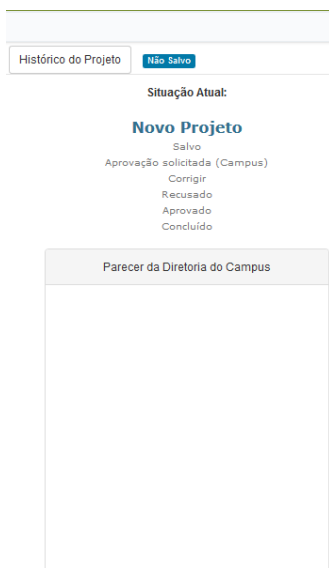 Histórico do Projeto Não Salvo
Situação Atual:
Novo Projeto
Salvo
Aprovação solicitada (Campus)
Corrigir
Recusado
Aprovado
Concluído
Parecer da Diretoria do Campus